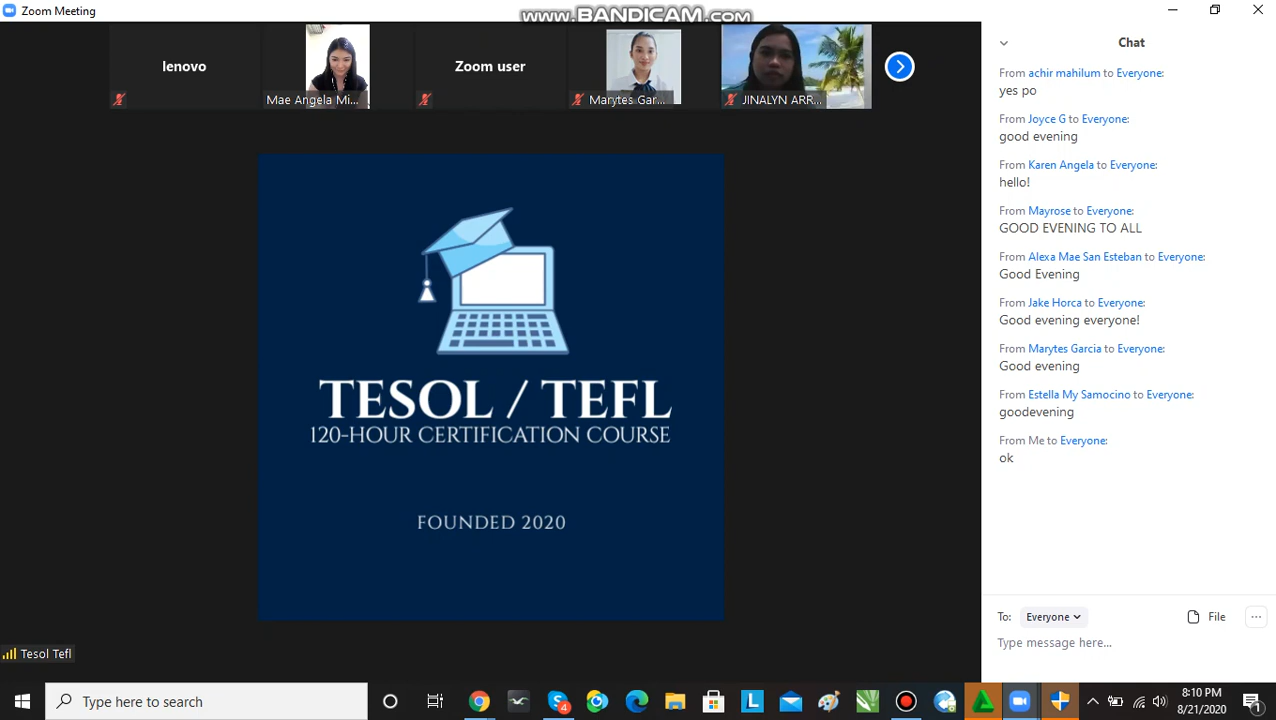 Zoom Meeting
www.BANDICAM.com
lenovo
Mae Angela Mi...
Zoom user
Marytes Gar...
JINALYN ARR...
TESOL / TEFL
120-HOUR CERTIFICATION COURSE
FOUNDED 2020
Tesol Tefl
Chat
From achir mahilum to Everyone:
yes po
From Joyce G to Everyone:
good evening
From Karen Angela to Everyone:
hello!
From Mayrose to Everyone:
GOOD EVENING TO ALL
From Alexa Mae San Esteban to Everyone:
Good Evening
From Jake Horca to Everyone:
Good evening everyone!
From Marytes Garcia to Everyone:
Good evening
From Estella My Samocino to Everyone:
goodevening
From Me to Everyone:
ok
To: Everyone File
Type message here...
Type here to search
4
L
8:10 PM
8/21/2020
1